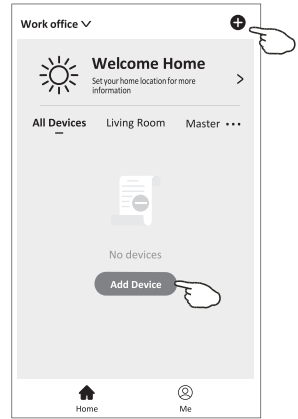 Work office
Welcome Home
Set your home location for more
information
All Devices Living Room Master
No devices
Add Device
Home Me